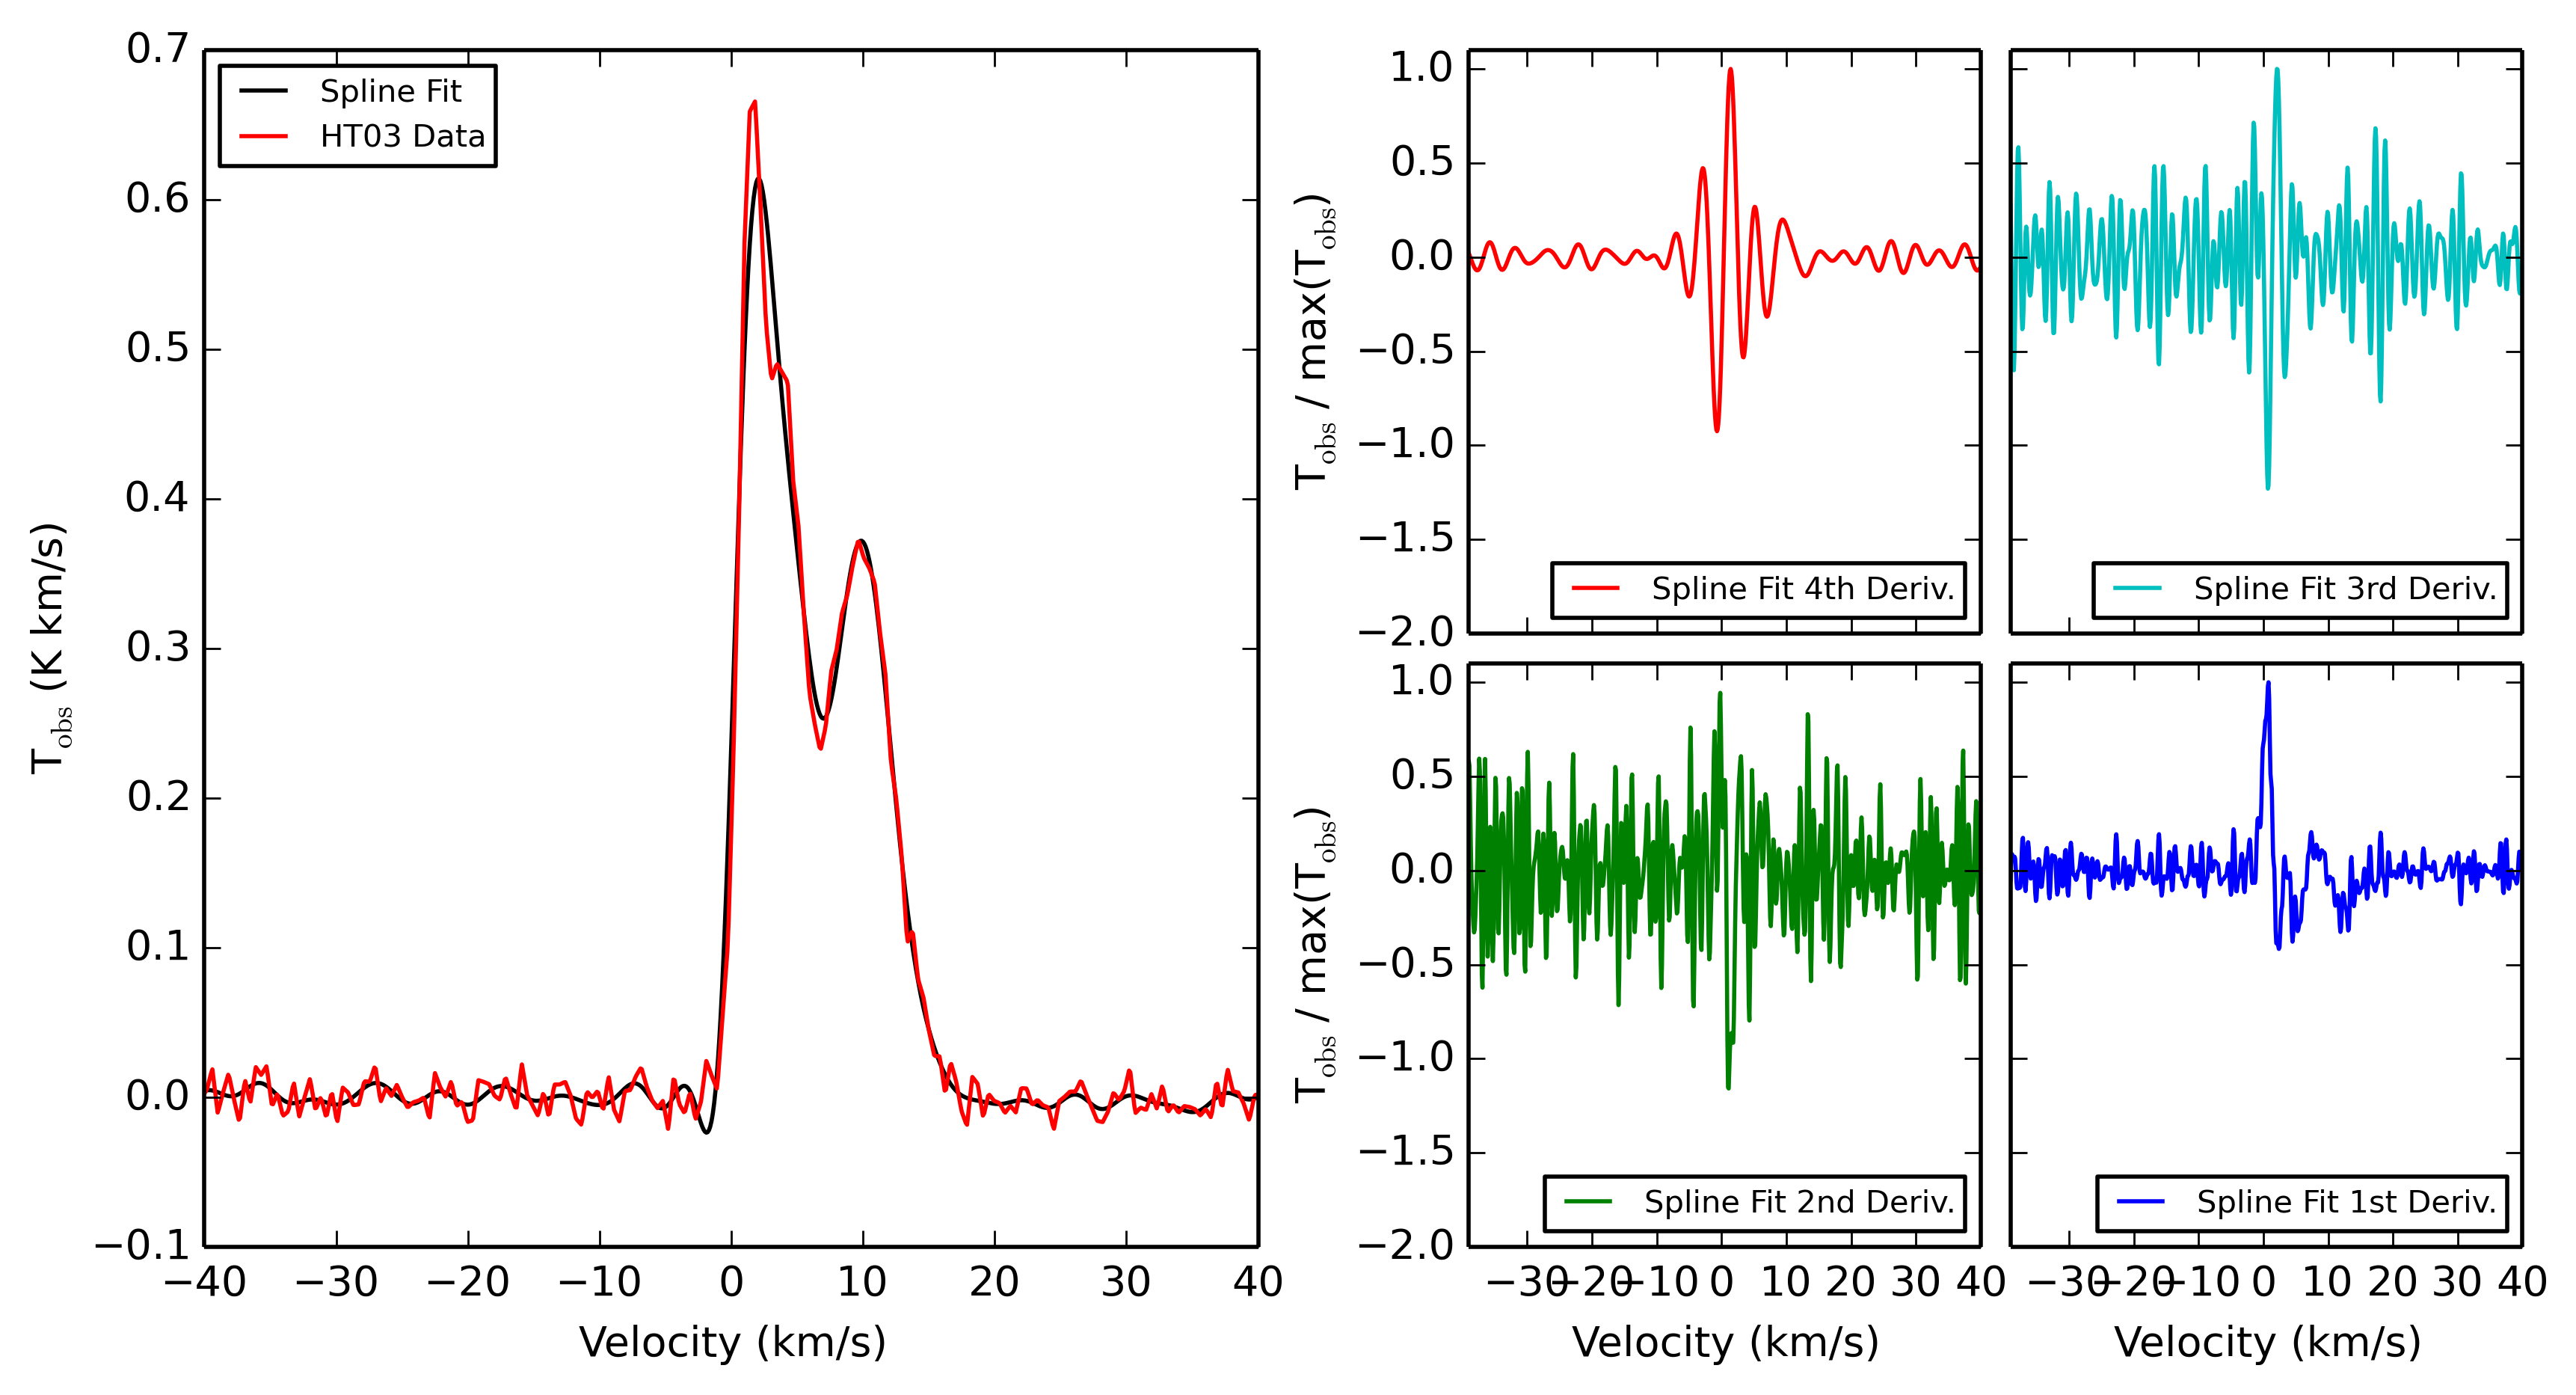 0.7
0.6
0.5
0.4
0.3
0.2
0.1
0.0
−0.1
T_obs (K km/s)
Spline Fit
HT03 Data
−40 −30 −20 −10 0 10 20 30 40
Velocity (km/s)
1.0
0.5
0.0
−0.5
−1.0
−1.5
−2.0
T_obs / max(T_obs)
Spline Fit 4th Deriv.
Spline Fit 3rd Deriv.
1.0
0.5
0.0
−0.5
−1.0
−1.5
−2.0
T_obs / max(T_obs)
Spline Fit 2nd Deriv.
−30 −20 −10 0 10 20 30 40
Velocity (km/s)
Spline Fit 1st Deriv.
−30 −20 −10 0 10 20 30 40
Velocity (km/s)